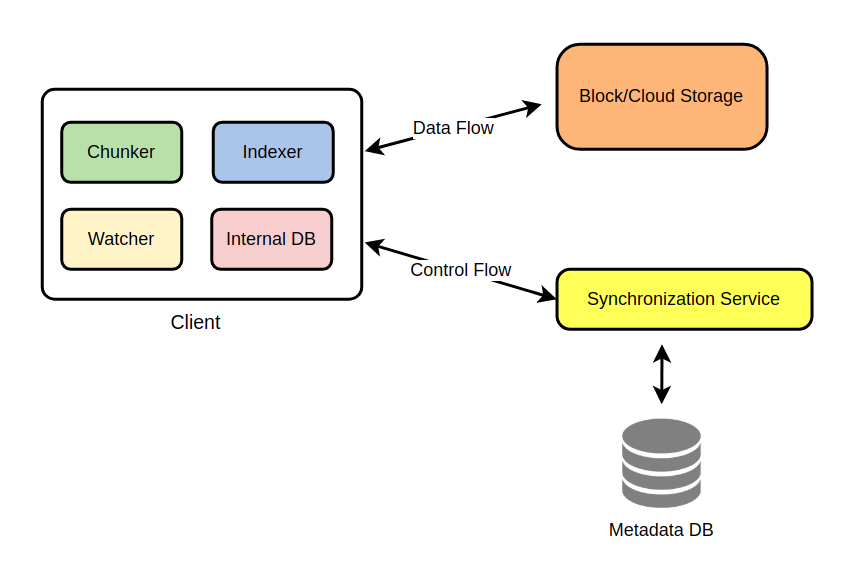 Block/Cloud Storage
Data Flow
Chunker
Indexer
Watcher
Internal DB
Client
Control Flow
Synchronization Service
Metadata DB